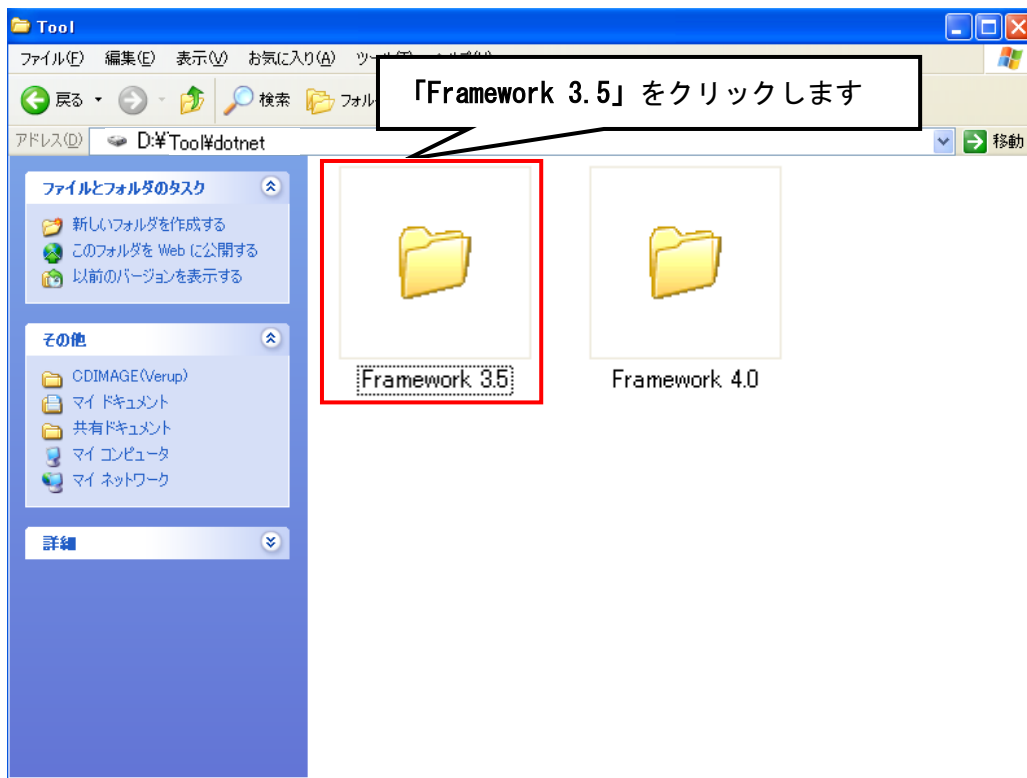 Tool
ファイル(F) 編集(E) 表示(V) お気に入り(A)
「Framework 3.5」をクリックします
戻る 検索
アドレス(D) D:¥Tool¥dotnet 移動
ファイルとフォルダのタスク
新しいフォルダを作成する
このフォルダを Web に公開する
以前のバージョンを表示する
その他
CDIMAGE(Verup)
マイ ドキュメント
共有ドキュメント
マイ コンピュータ
マイ ネットワーク
詳細
Framework 3.5
Framework 4.0